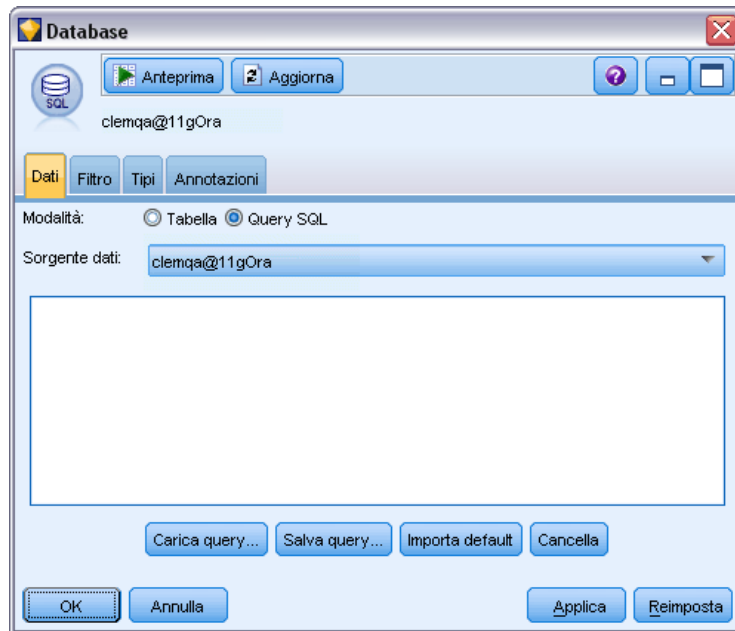 Database
Anteprima Aggiorna
SQL
clemqa@11gOra
Dati Filtro Tipi Annotazioni
Modalità: Tabella Query SQL
Sorgente dati: clemqa@11gOra
Carica query... Salva query... Importa default Cancella
OK Annulla Applica Reimposta